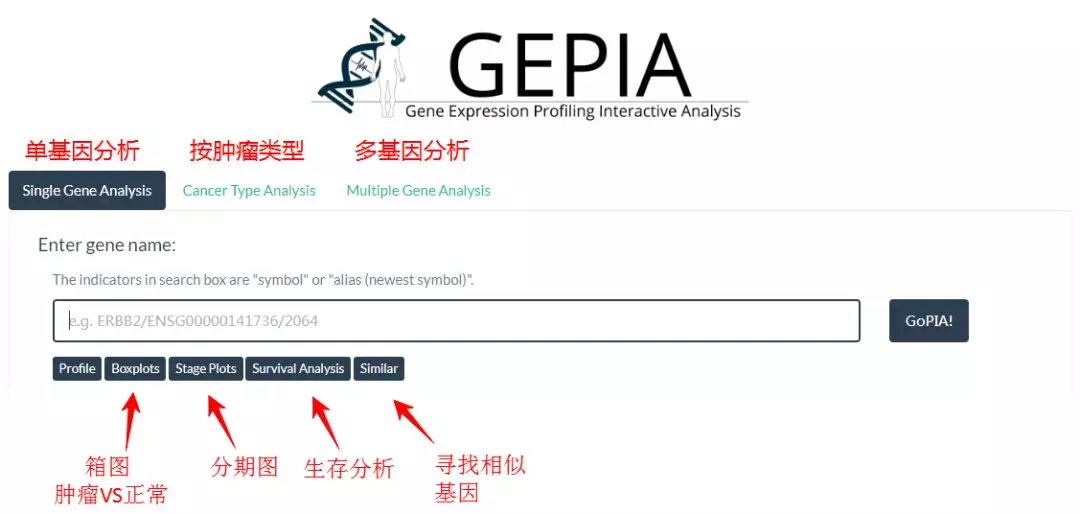 GEPIA
Gene Expression Profiling Interactive Analysis
单基因分析
按肿瘤类型
多基因分析
Single Gene Analysis
Cancer Type Analysis
Multiple Gene Analysis
Enter gene name:
The indicators in search box are "symbol" or "alias (newest symbol)".
e.g. ERBB2/ENSG00000141736/2064
GoPIA!
Profile
Boxplots
Stage Plots
Survival Analysis
Similar
箱图
肿瘤VS正常
分期图
生存分析
寻找相似
基因